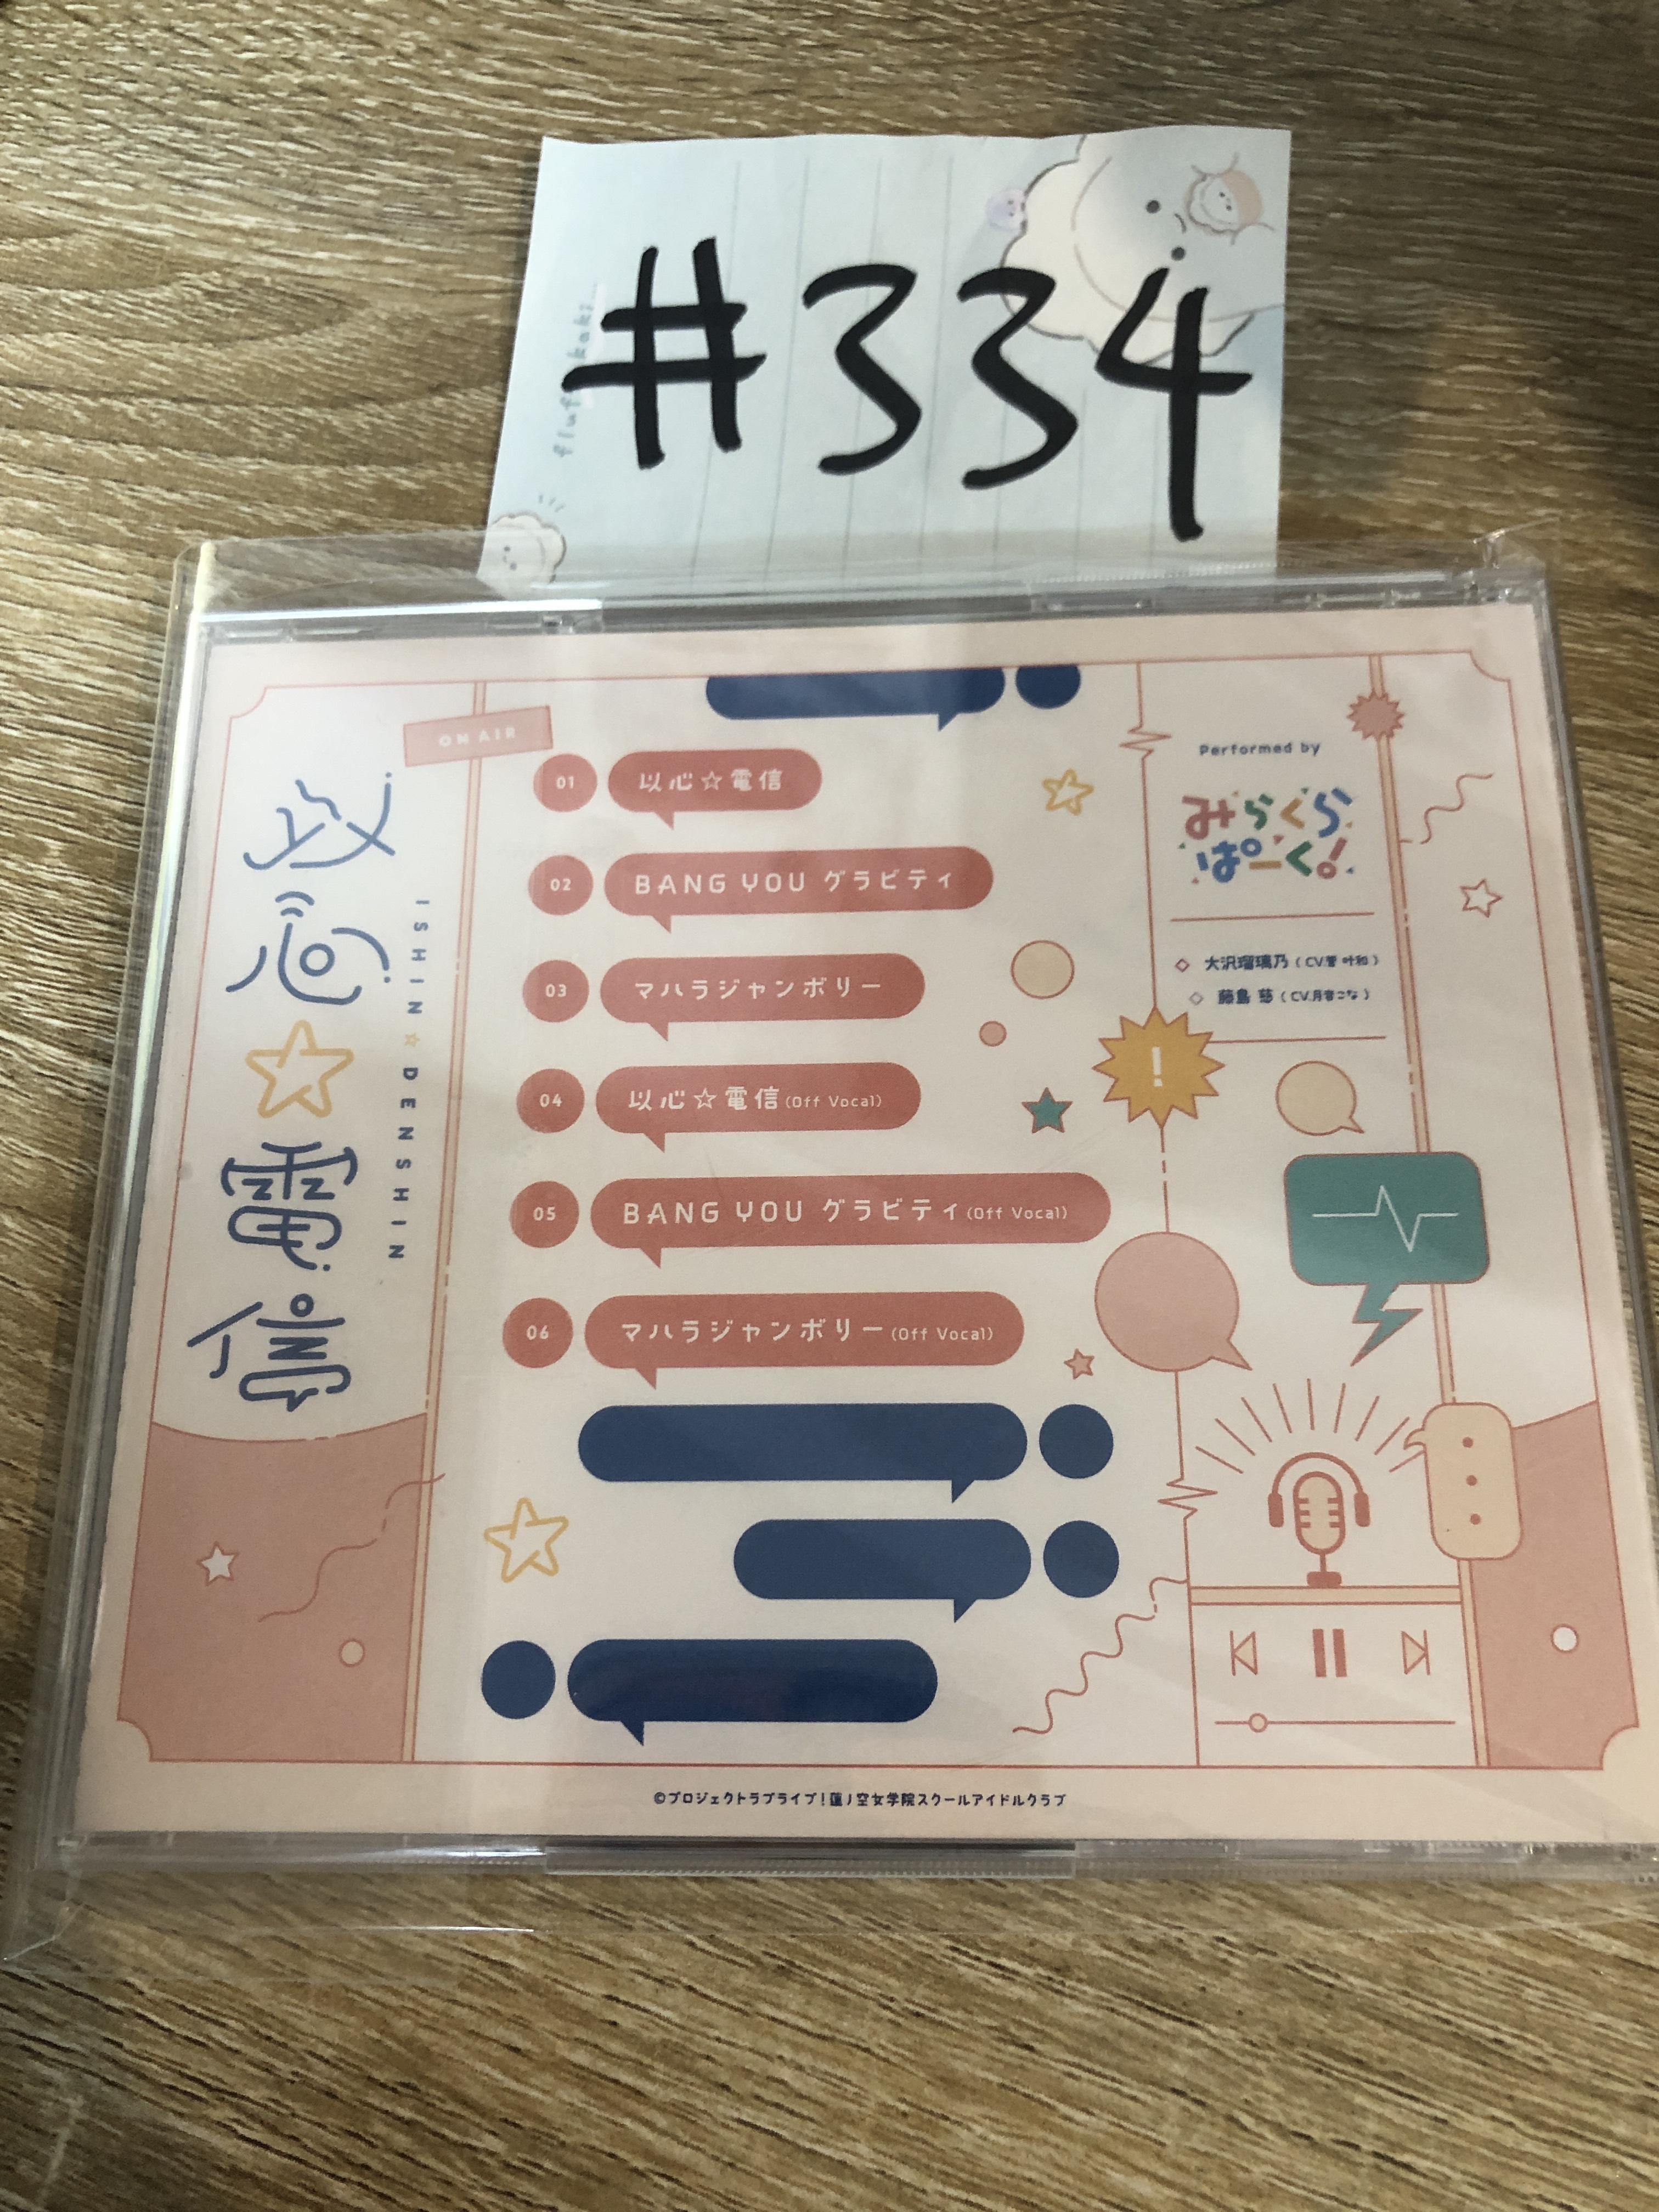 #334
fluffkaki
ON AIR
以心☆電信
ISHIN☆DENSHIN
01 以心☆電信
02 BANG YOU グラビティ
03 マハラジャンボリー
04 以心☆電信(Off Vocal)
05 BANG YOU グラビティ(Off Vocal)
06 マハラジャンボリー(Off Vocal)
Performed by
みらくら
ぱーく!
大沢瑠璃乃(CV.菅 叶和)
藤島 慈(CV.月音こな)
!
©プロジェクトラブライブ!蓮ノ空女学院スクールアイドルクラブ